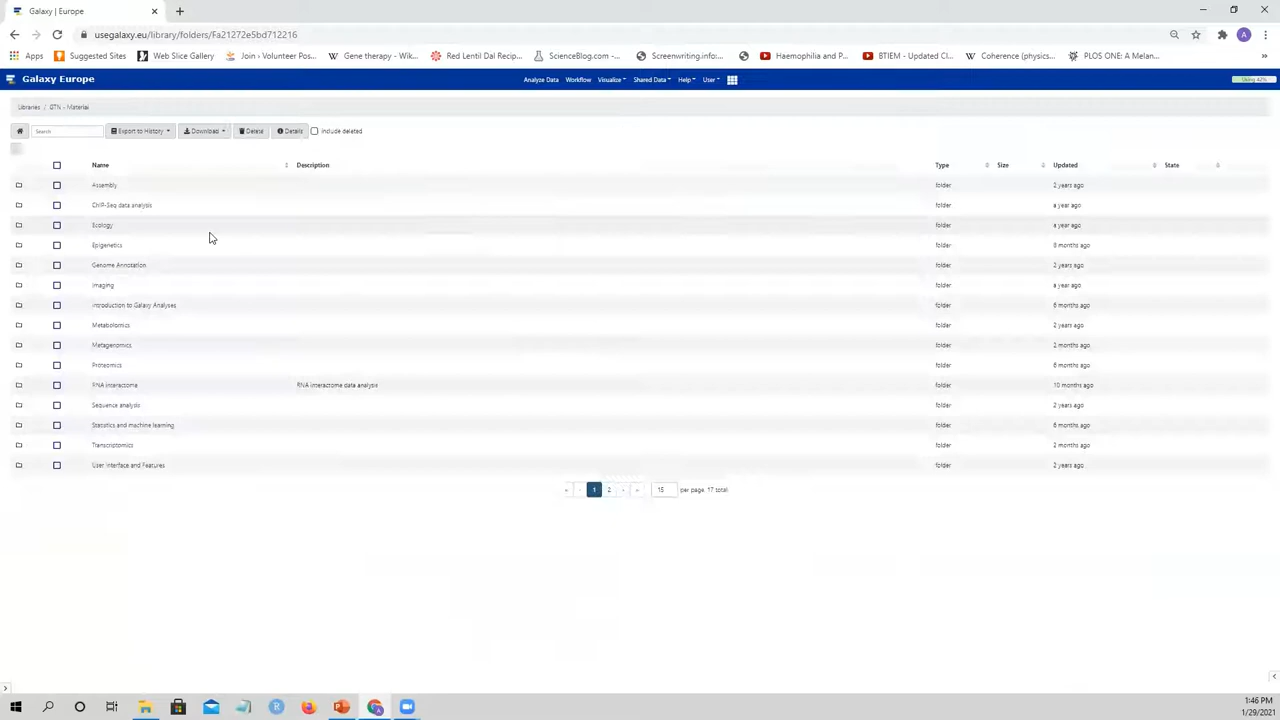 Galaxy | Europe
usegalaxy.eu/library/folders/Fa21272e5bd712216
A
Apps Suggested Sites Web Slice Gallery Join › Volunteer Pos... Gene therapy - Wik... Red Lentil Dal Recip... ScienceBlog.com -... Screenwriting.info:... Haemophilia and P... BTIEM - Updated Cl... Coherence (physics... PLOS ONE: A Melan... »
Galaxy Europe Analyze Data Workflow Visualize Shared Data Help User Using 42%
Libraries / GTN - Material
Search Export to History Download Delete Details include deleted
Name Description Type Size Updated State
Assembly folder 2 years ago
ChIP-Seq data analysis folder a year ago
Ecology folder a year ago
Epigenetics folder 8 months ago
Genome Annotation folder 2 years ago
Imaging folder a year ago
Introduction to Galaxy Analyses folder 6 months ago
Metabolomics folder 2 years ago
Metagenomics folder 2 months ago
Proteomics folder 6 months ago
RNA interactome RNA interactome data analysis folder 10 months ago
Sequence analysis folder 2 years ago
Statistics and machine learning folder 6 months ago
Transcriptomics folder 2 months ago
User Interface and Features folder 2 years ago
« ‹ 1 2 › » 15 per page, 17 total
1:46 PM
1/29/2021